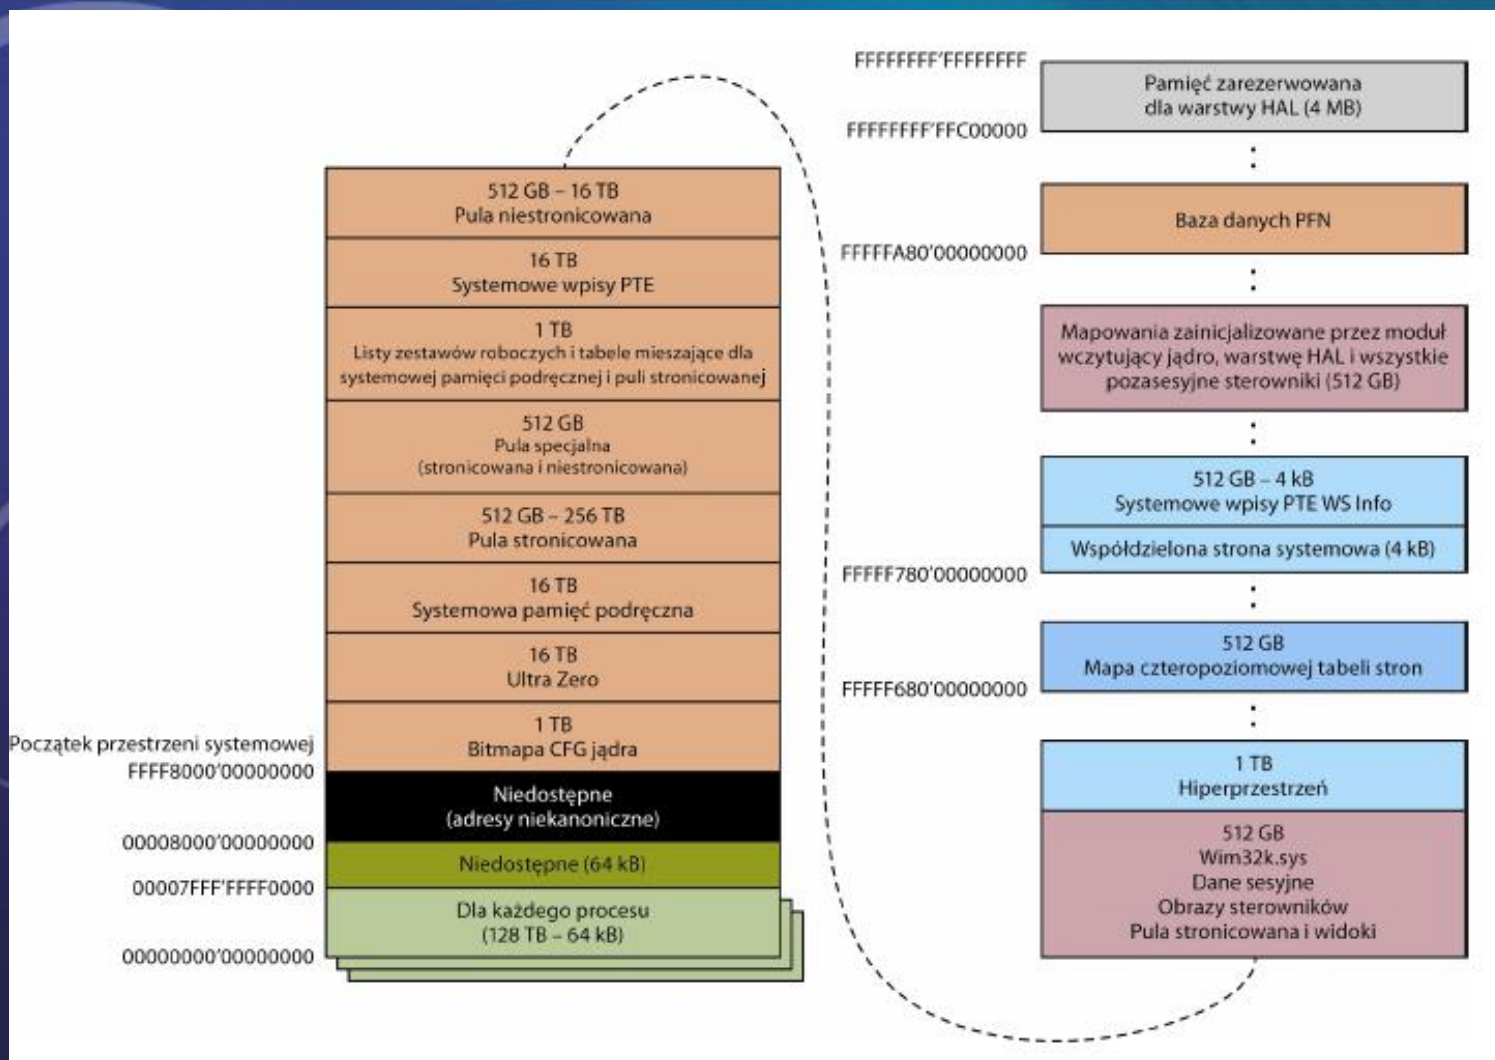 512 GB – 16 TB
Pula niestronicowana
16 TB
Systemowe wpisy PTE
1 TB
Listy zestawów roboczych i tabele mieszające dla
systemowej pamięci podręcznej i puli stronicowanej
512 GB
Pula specjalna
(stronicowana i niestronicowana)
512 GB – 256 TB
Pula stronicowana
16 TB
Systemowa pamięć podręczna
16 TB
Ultra Zero
1 TB
Bitmapa CFG jądra
Początek przestrzeni systemowej
FFFF8000'00000000
Niedostępne
(adresy niekanoniczne)
00008000'00000000
Niedostępne (64 kB)
00007FFF'FFFF0000
Dla każdego procesu
(128 TB – 64 kB)
00000000'00000000
FFFFFFFF'FFFFFFFF
Pamięć zarezerwowana
dla warstwy HAL (4 MB)
FFFFFFFF'FFC00000
Baza danych PFN
FFFFFA80'00000000
Mapowania zainicjalizowane przez moduł
wczytujący jądro, warstwę HAL i wszystkie
pozasesyjne sterowniki (512 GB)
512 GB – 4 kB
Systemowe wpisy PTE WS Info
Współdzielona strona systemowa (4 kB)
FFFFF780'00000000
512 GB
Mapa czteropoziomowej tabeli stron
FFFFF680'00000000
1 TB
Hiperprzestrzeń
512 GB
Wim32k.sys
Dane sesyjne
Obrazy sterowników
Pula stronicowana i widoki